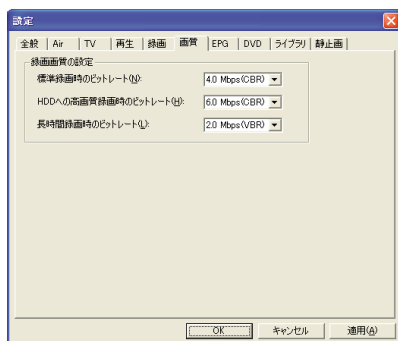 設定
全般 Air TV 再生 録画 画質 EPG DVD ライブラリ 静止画
録画画質の設定
標準録画時のビットレート(N): 4.0 Mbps(CBR)
HDDへの高画質録画時のビットレート(H): 6.0 Mbps(CBR)
長時間録画時のビットレート(L): 2.0 Mbps(VBR)
OK キャンセル 適用(A)